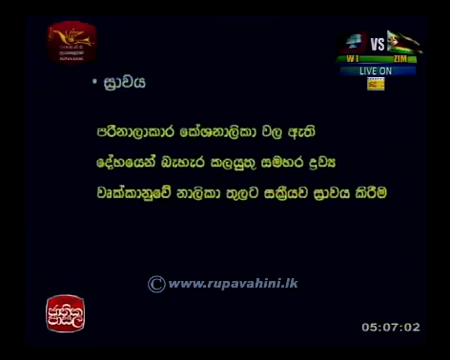 VS
W I
ZIM
LIVE ON
• ස්‍රාවය
පරිනාලාකාර කේශනාලිකා වල ඇති
දේහයෙන් බැහැර කලයුතු සමහර ද්‍රව්‍ය
වෘක්කානුවේ නාලිකා තුලට සක්‍රීයව ස්‍රාවය කිරීම
© www.rupavahini.lk
ජාතික
පාසල
05:07:02